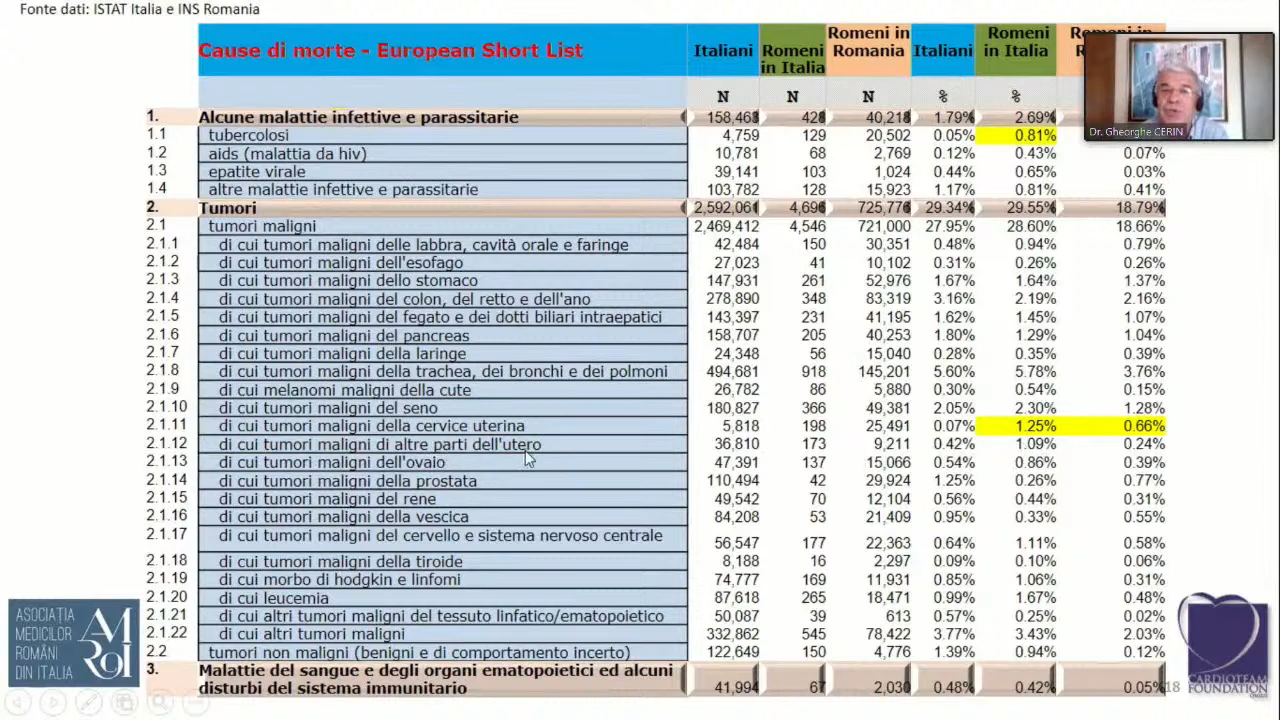 Fonte dati: ISTAT Italia e INS Romania
Cause di morte - European Short List Italiani Romeni in Italia Romeni in Romania Italiani Romeni in Italia Romeni in
N N N % %
1. Alcune malattie infettive e parassitarie 158,463 428 40,218 1.79% 2.69%
1.1 tubercolosi 4,759 129 20,502 0.05% 0.81%
Dr. Gheorghe CERIN
1.2 aids (malattia da hiv) 10,781 68 2,769 0.12% 0.43% 0.07%
1.3 epatite virale 39,141 103 1,024 0.44% 0.65% 0.03%
1.4 altre malattie infettive e parassitarie 103,782 128 15,923 1.17% 0.81% 0.41%
2. Tumori 2,592,061 4,696 725,776 29.34% 29.55% 18.79%
2.1 tumori maligni 2,469,412 4,546 721,000 27.95% 28.60% 18.66%
2.1.1 di cui tumori maligni delle labbra, cavità orale e faringe 42,484 150 30,351 0.48% 0.94% 0.79%
2.1.2 di cui tumori maligni dell'esofago 27,023 41 10,102 0.31% 0.26% 0.26%
2.1.3 di cui tumori maligni dello stomaco 147,931 261 52,976 1.67% 1.64% 1.37%
2.1.4 di cui tumori maligni del colon, del retto e dell'ano 278,890 348 83,319 3.16% 2.19% 2.16%
2.1.5 di cui tumori maligni del fegato e dei dotti biliari intraepatici 143,397 231 41,195 1.62% 1.45% 1.07%
2.1.6 di cui tumori maligni del pancreas 158,707 205 40,253 1.80% 1.29% 1.04%
2.1.7 di cui tumori maligni della laringe 24,348 56 15,040 0.28% 0.35% 0.39%
2.1.8 di cui tumori maligni della trachea, dei bronchi e dei polmoni 494,681 918 145,201 5.60% 5.78% 3.76%
2.1.9 di cui melanomi maligni della cute 26,782 86 5,880 0.30% 0.54% 0.15%
2.1.10 di cui tumori maligni del seno 180,827 366 49,381 2.05% 2.30% 1.28%
2.1.11 di cui tumori maligni della cervice uterina 5,818 198 25,491 0.07% 1.25% 0.66%
2.1.12 di cui tumori maligni di altre parti dell'utero 36,810 173 9,211 0.42% 1.09% 0.24%
2.1.13 di cui tumori maligni dell'ovaio 47,391 137 15,066 0.54% 0.86% 0.39%
2.1.14 di cui tumori maligni della prostata 110,494 42 29,924 1.25% 0.26% 0.77%
2.1.15 di cui tumori maligni del rene 49,542 70 12,104 0.56% 0.44% 0.31%
2.1.16 di cui tumori maligni della vescica 84,208 53 21,409 0.95% 0.33% 0.55%
2.1.17 di cui tumori maligni del cervello e sistema nervoso centrale 56,547 177 22,363 0.64% 1.11% 0.58%
2.1.18 di cui tumori maligni della tiroide 8,188 16 2,297 0.09% 0.10% 0.06%
2.1.19 di cui morbo di hodgkin e linfomi 74,777 169 11,931 0.85% 1.06% 0.31%
2.1.20 di cui leucemia 87,618 265 18,471 0.99% 1.67% 0.48%
2.1.21 di cui altri tumori maligni del tessuto linfatico/ematopoietico 50,087 39 613 0.57% 0.25% 0.02%
2.1.22 di cui altri tumori maligni 332,862 545 78,422 3.77% 3.43% 2.03%
2.2 tumori non maligni (benigni e di comportamento incerto) 122,649 150 4,776 1.39% 0.94% 0.12%
3. Malattie del sangue e degli organi ematopoietici ed alcuni
disturbi del sistema immunitario 41,994 67 2,030 0.48% 0.42% 0.05% 18
ASOCIAȚIA
MEDICILOR
ROMÂNI
DIN ITALIA
AMROI
CARDIOTEAM
FOUNDATION